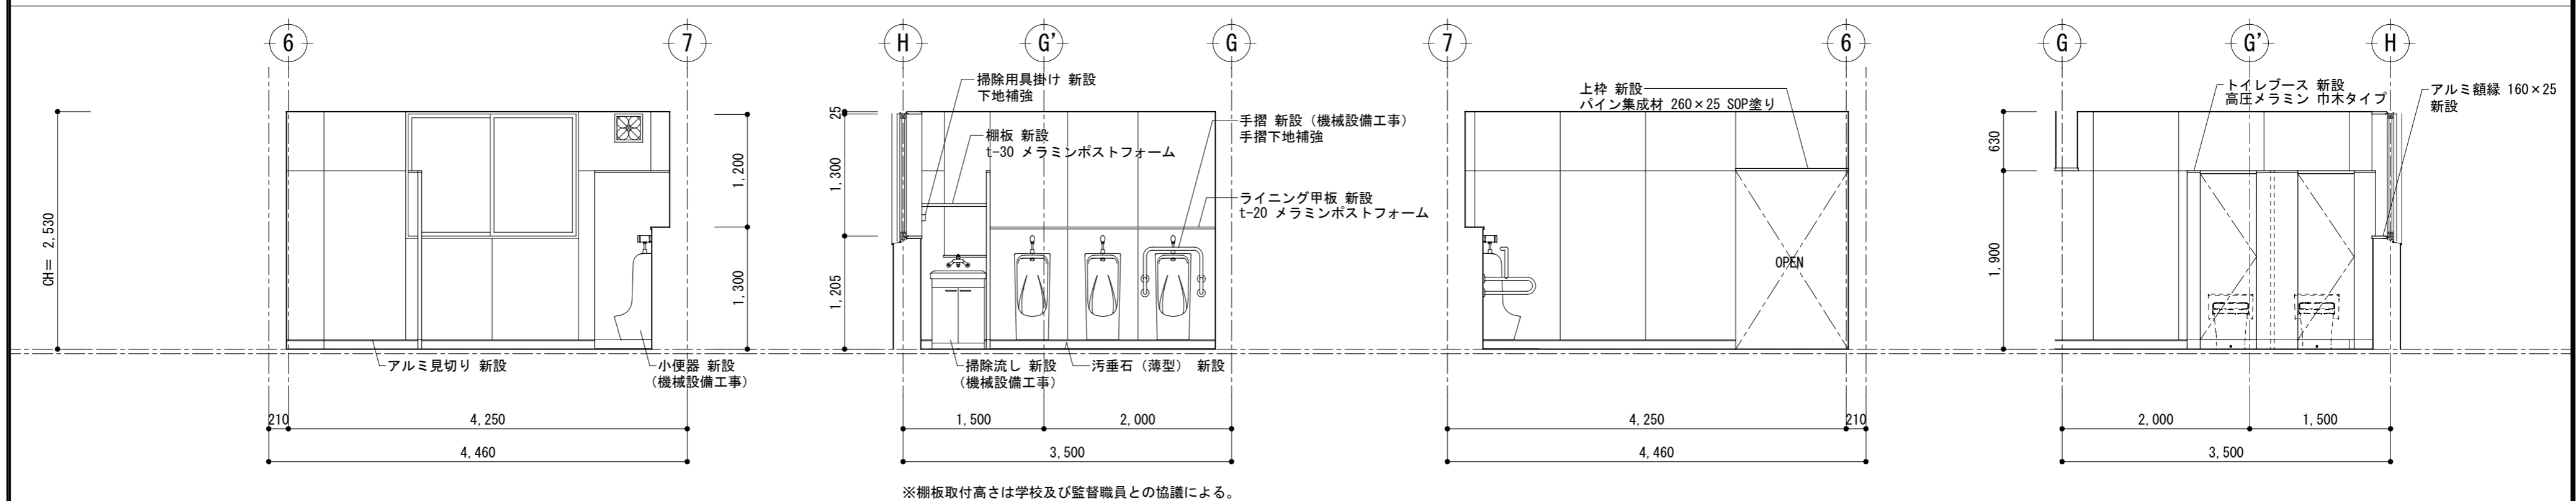 6
7
CH= 2,530
1,200
1,300
アルミ見切り 新設
小便器 新設
(機械設備工事)
210
4,250
4,460
H
G'
G
25
1,300
1,205
掃除用具掛け 新設
下地補強
棚板 新設
t-30 メラミンポストフォーム
手摺 新設(機械設備工事)
手摺下地補強
ライニング甲板 新設
t-20 メラミンポストフォーム
掃除流し 新設
(機械設備工事)
汚垂石(薄型) 新設
1,500
2,000
3,500
※棚板取付高さは学校及び監督職員との協議による。
7
6
上枠 新設
パイン集成材 260×25 SOP塗り
OPEN
4,250
210
4,460
G
G'
H
630
1,900
トイレブース 新設
高圧メラミン 巾木タイプ
アルミ額縁 160×25
新設
2,000
1,500
3,500